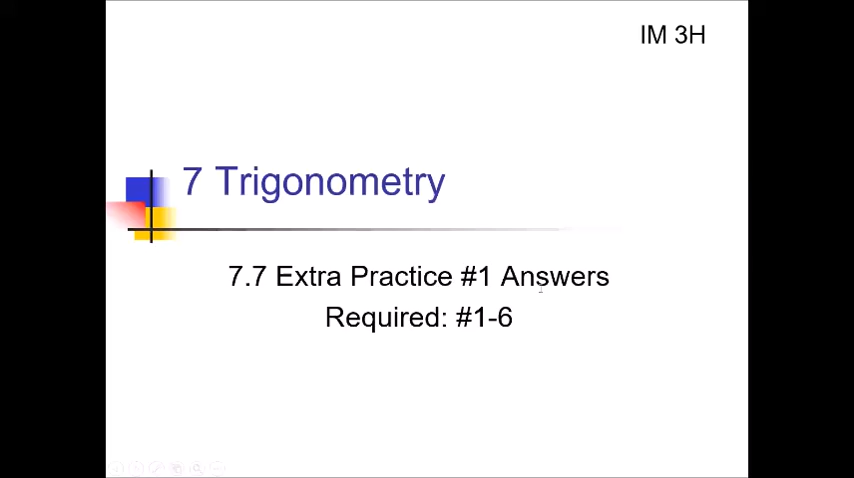 IM 3H
7 Trigonometry
7.7 Extra Practice #1 Answers
Required: #1-6